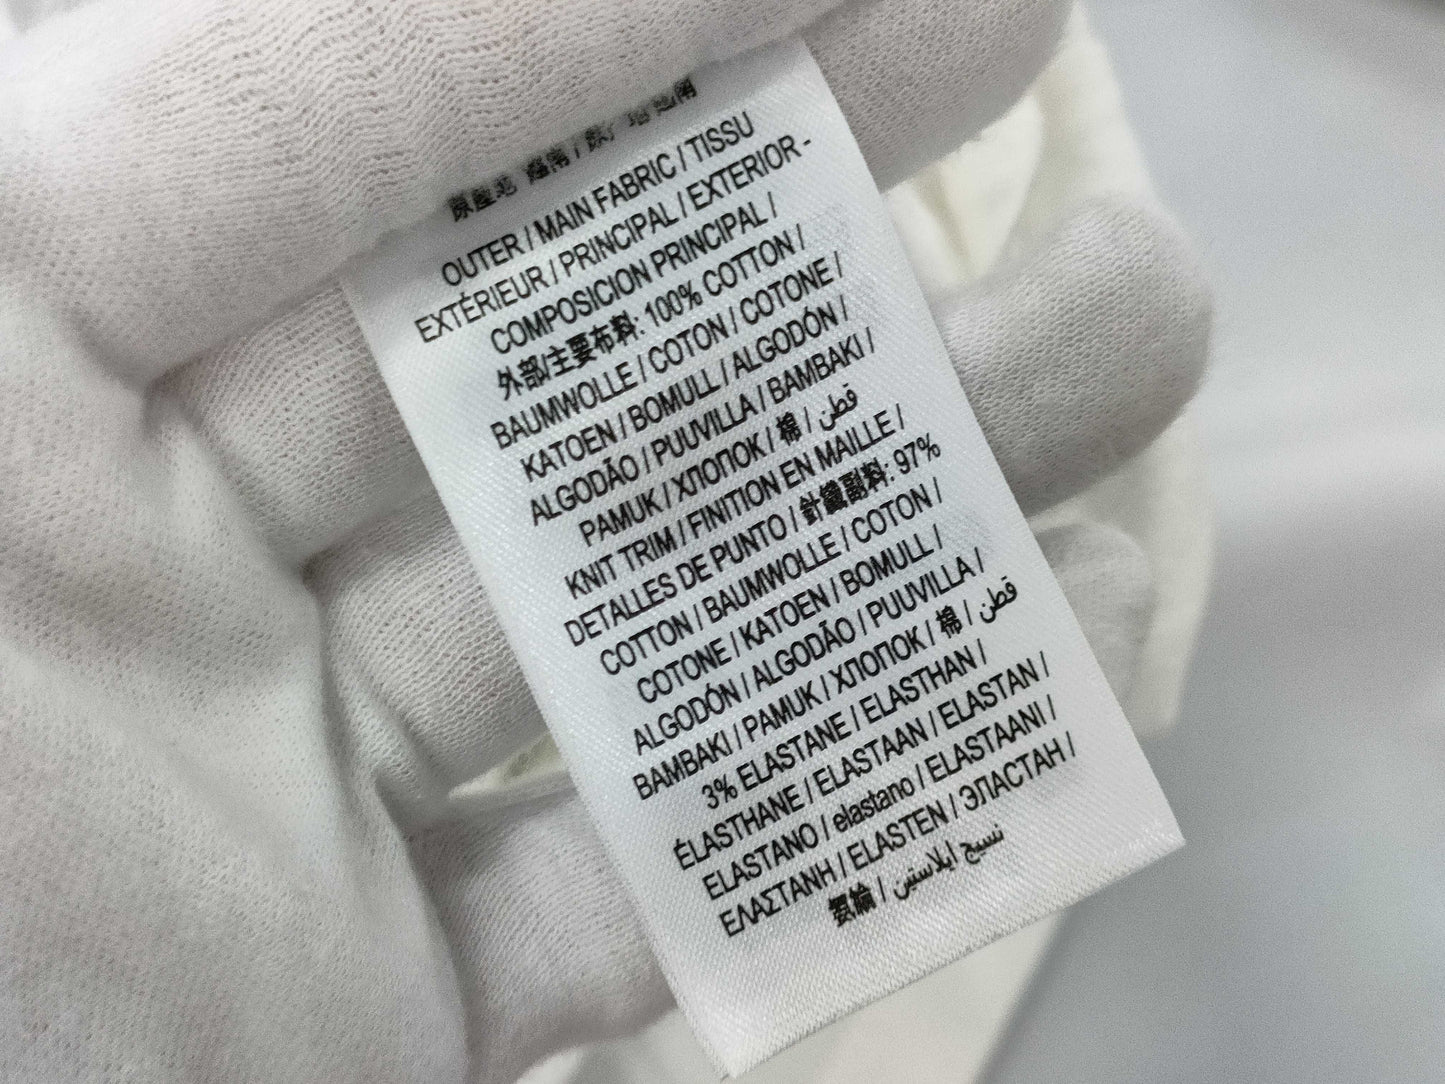 OUTER / MAIN FABRIC / TISSU
EXTÉRIEUR / PRINCIPAL / EXTERIOR -
COMPOSICION PRINCIPAL /
外部/主要布料: 100% COTTON /
BAUMWOLLE / COTON / COTONE /
KATOEN / BOMULL / ALGODÓN /
ALGODÃO / PUUVILLA / BAMBAKI /
PAMUK / ХЛОПОК / 棉 / قطن
KNIT TRIM / FINITION EN MAILLE /
DETALLES DE PUNTO / 針織副料: 97%
COTTON / BAUMWOLLE / COTON /
COTONE / KATOEN / BOMULL /
ALGODÓN / ALGODÃO / PUUVILLA /
BAMBAKI / PAMUK / ХЛОПОК / 棉 / قطن
3% ELASTANE / ELASTHAN /
ÉLASTHANE / ELASTAAN / ELASTAN /
ELASTANO / elastano / ELASTAANI /
ΕΛΑΣΤΑΝΗ / ELASTEN / ЭЛАСТАН /
氨綸 / نسيج ايلاستين